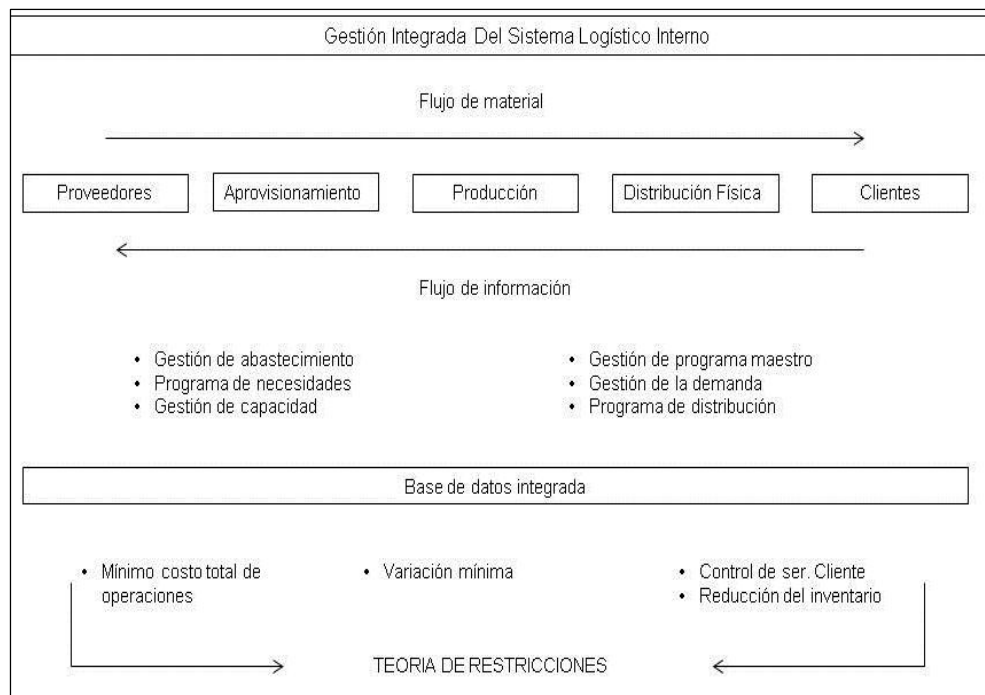 Gestión Integrada Del Sistema Logístico Interno
Flujo de material
Proveedores
Aprovisionamiento
Producción
Distribución Física
Clientes
Flujo de información
• Gestión de abastecimiento
• Programa de necesidades
• Gestión de capacidad
• Gestión de programa maestro
• Gestión de la demanda
• Programa de distribución
Base de datos integrada
• Mínimo costo total de
operaciones
• Variación mínima
• Control de ser. Cliente
• Reducción del inventario
TEORIA DE RESTRICCIONES